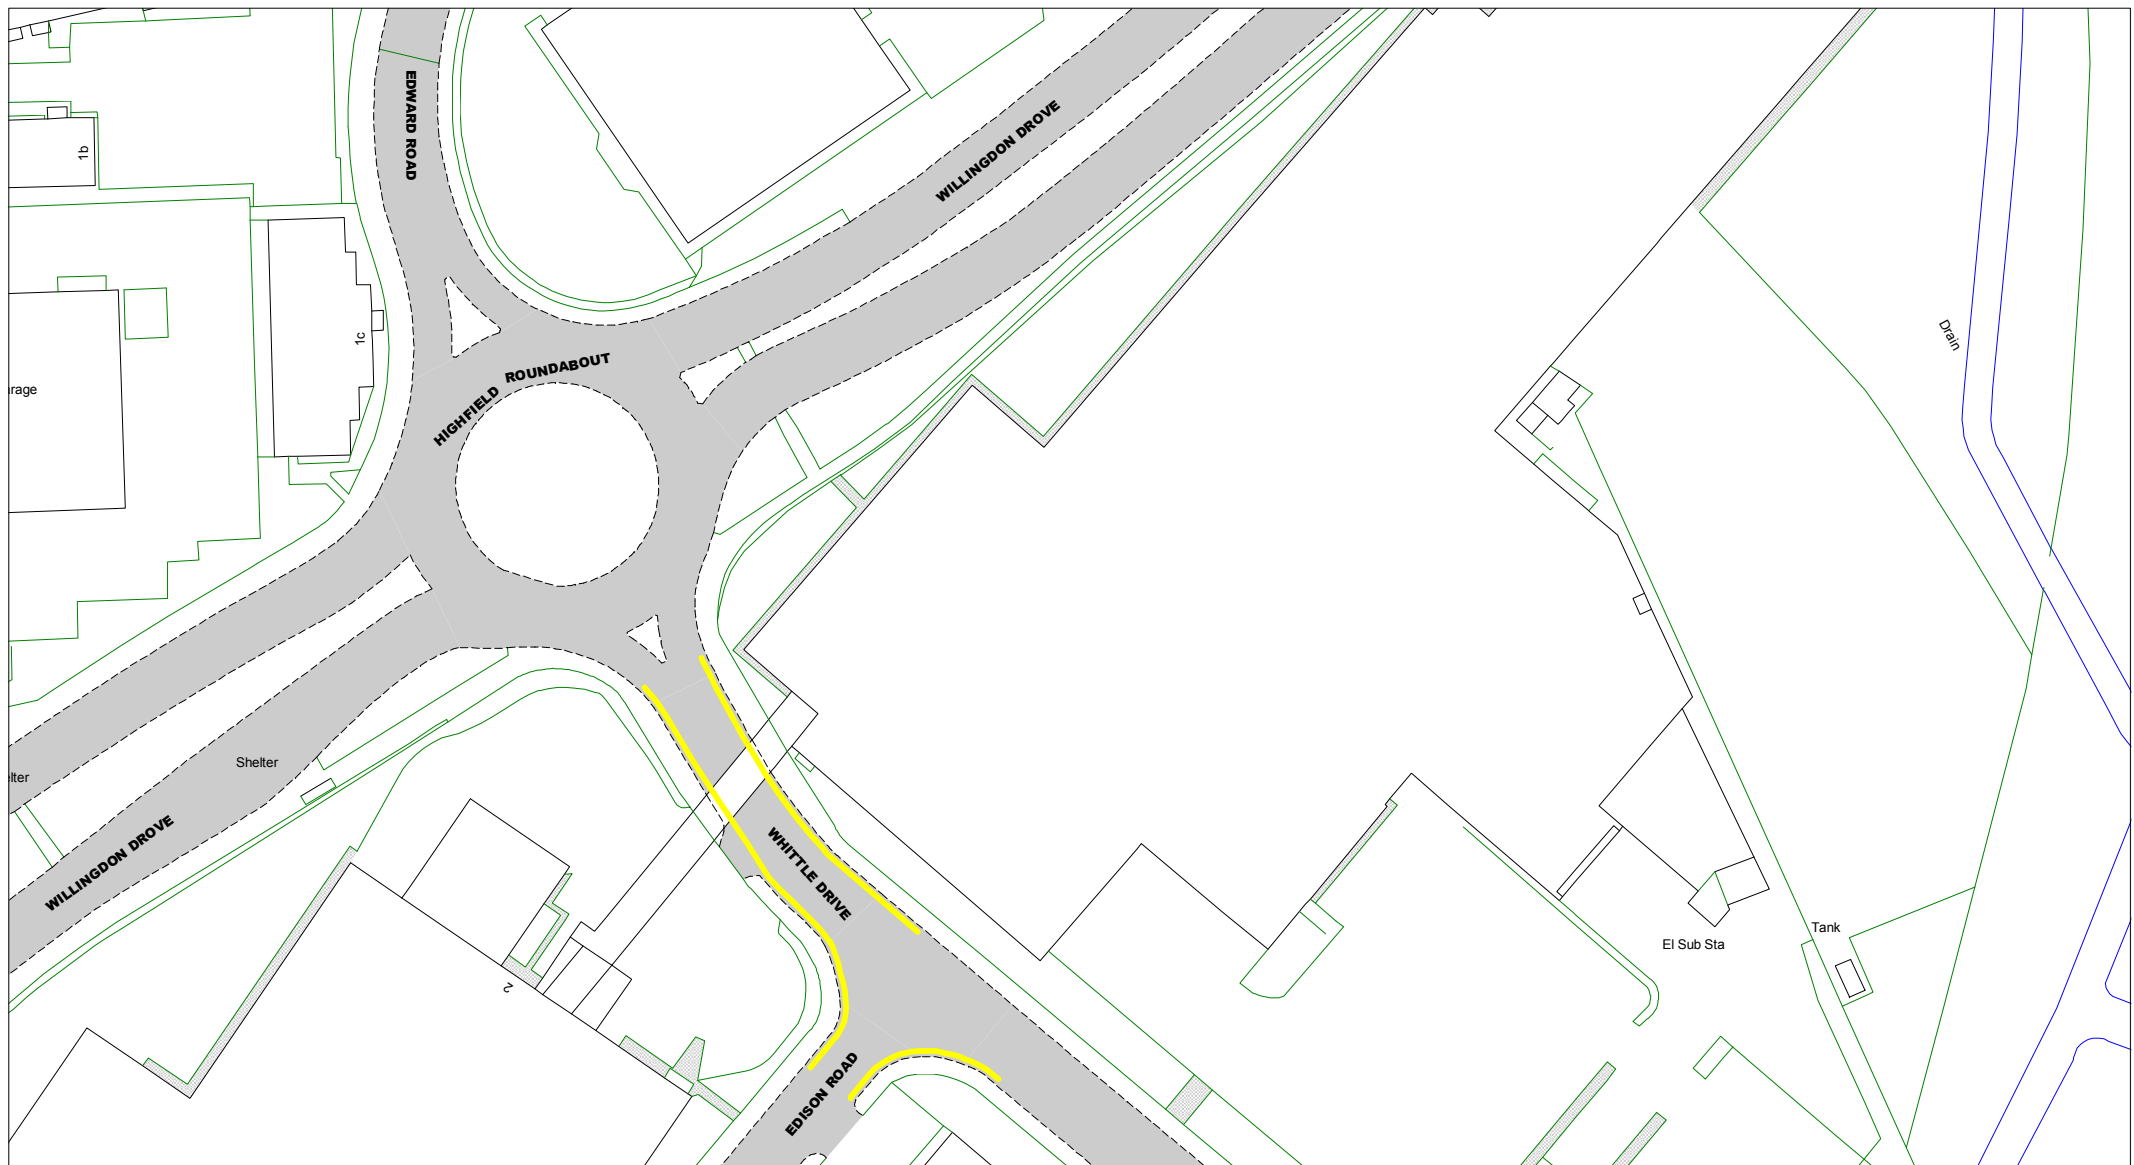 EDWARD ROAD
WILLINGDON DROVE
1b
1c
Drain
HIGHFIELD ROUNDABOUT
rage
Shelter
lter
WILLINGDON DROVE
WHITTLE DRIVE
Tank
El Sub Sta
2
EDISON ROAD